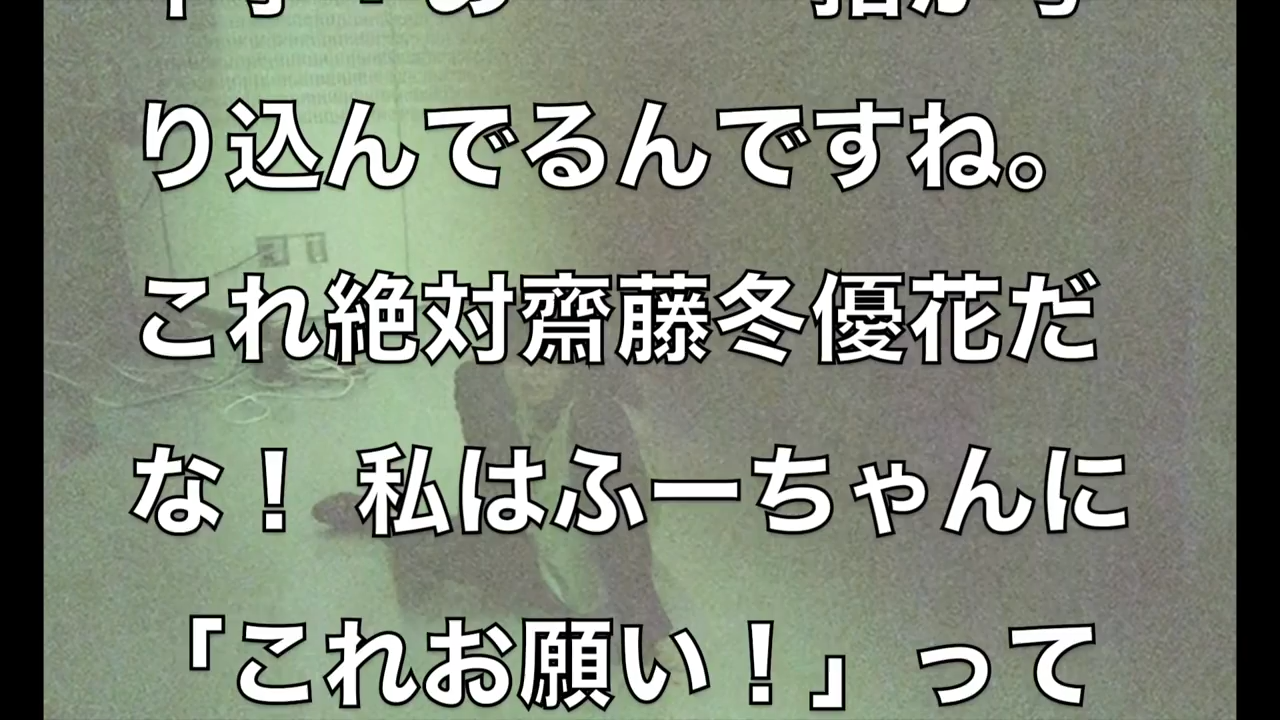 り込んでるんですね。
これ絶対齋藤冬優花だ
な！ 私はふーちゃんに
「これお願い！」って